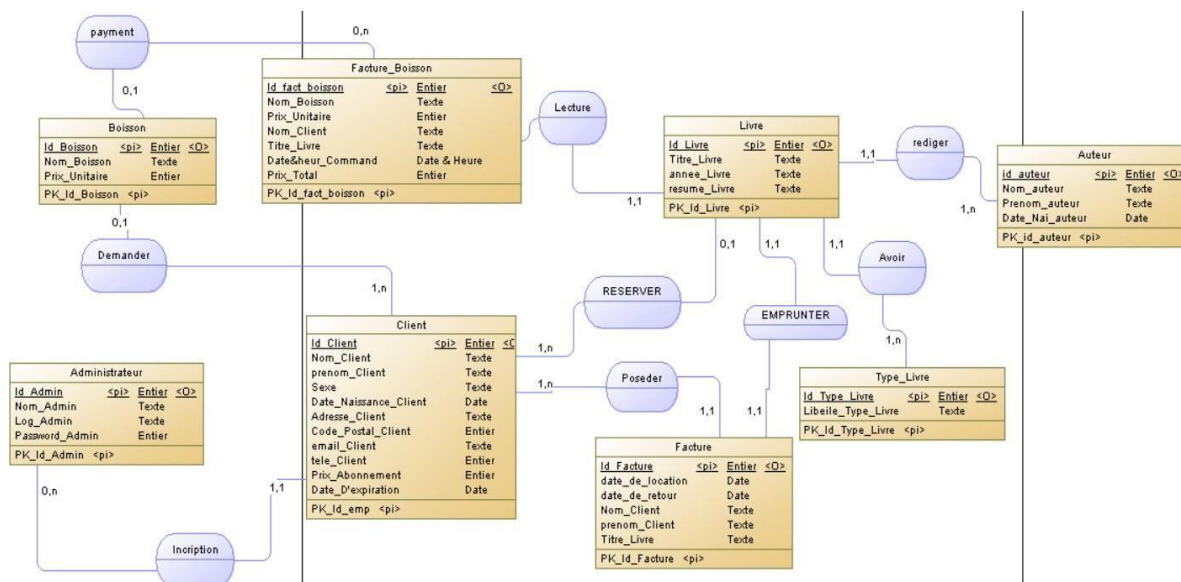 payment
0,n
0,1
Facture_Boisson
Id_fact_boisson <pi> Entier <O>
Nom_Boisson Texte
Prix_Unitaire Entier
Nom_Client Texte
Titre_Livre Texte
Date&heur_Command Date & Heure
Prix_Total Entier
PK_Id_fact_boisson <pi>
Boisson
Id_Boisson <pi> Entier <O>
Nom_Boisson Texte
Prix_Unitaire Entier
PK_Id_Boisson <pi>
0,1
Lecture
1,1
Livre
Id_Livre <pi> Entier <O>
Titre_Livre Texte
annee_Livre Texte
resume_Livre Texte
PK_Id_Livre <pi>
1,1
rediger
1,n
Auteur
id_auteur <pi> Entier <O>
Nom_auteur Texte
Prenom_auteur Texte
Date_Nai_auteur Date
PK_id_auteur <pi>
Demander
1,n
0,1
1,1
1,1
Avoir
1,n
RESERVER
1,n
EMPRUNTER
1,1
Client
Id_Client <pi> Entier <O
Nom_Client Texte
prenom_Client Texte
Sexe Texte
Date_Naissance_Client Date
Adresse_Client Texte
Code_Postal_Client Entier
email_Client Texte
tele_Client Entier
Prix_Abonnement Entier
Date_D'expiration Date
PK_Id_emp <pi>
1,n
Poseder
1,1
Type_Livre
Id_Type_Livre <pi> Entier <O>
Libeile_Type_Livre Texte
PK_Id_Type_Livre <pi>
Administrateur
Id_Admin <pi> Entier <O>
Nom_Admin Texte
Log_Admin Texte
Password_Admin Entier
PK_Id_Admin <pi>
0,n
1,1
Incription
Facture
Id_Facture <pi> Entier <O>
date_de_location Date
date_de_retour Date
Nom_Client Texte
prenom_Client Texte
Titre_Livre Texte
PK_Id_Facture <pi>